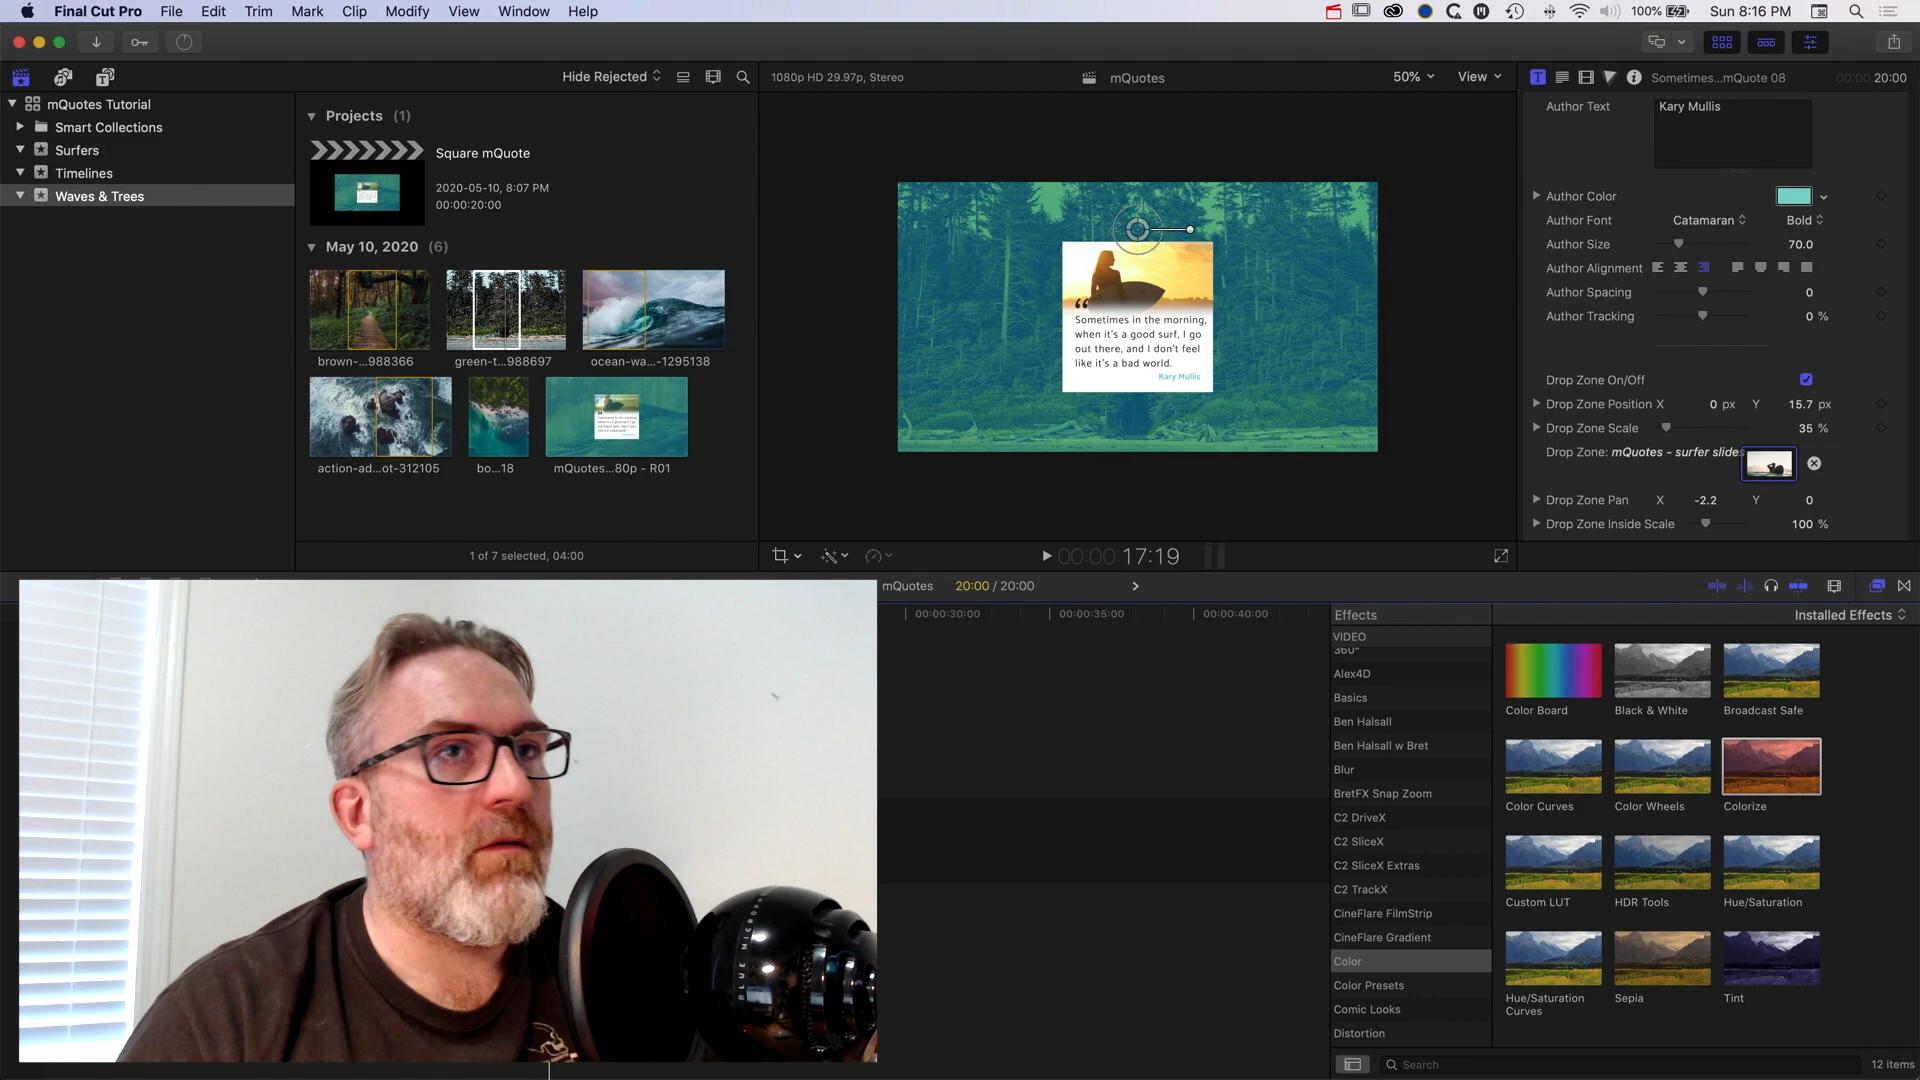 Final Cut Pro File Edit Trim Mark Clip Modify View Window Help 100% Sun 8:16 PM
Hide Rejected 1080p HD 29.97p, Stereo mQuotes 50% View Sometimes...mQuote 08 00:00:20:00
mQuotes Tutorial
Smart Collections
Surfers
Timelines
Waves & Trees
Projects (1)
Square mQuote
2020-05-10, 8:07 PM
00:00:20:00
May 10, 2020 (6)
brown-...988366
green-t...988697
ocean-wa...-1295138
action-ad...ot-312105
bo...18
mQuotes...80p - R01
1 of 7 selected, 04:00
“
Sometimes in the morning,
when it's a good surf, I go
out there, and I don't feel
like it's a bad world.
Kary Mullis
00:00:17:19
Author Text Kary Mullis
Author Color
Author Font Catamaran Bold
Author Size 70.0
Author Alignment
Author Spacing 0
Author Tracking 0 %
Drop Zone On/Off
Drop Zone Position X 0 px Y 15.7 px
Drop Zone Scale 35 %
Drop Zone: mQuotes - surfer slides
Drop Zone Pan X -2.2 Y 0
Drop Zone Inside Scale 100 %
mQuotes 20:00 / 20:00
00:00:30:00 00:00:35:00 00:00:40:00
Effects
VIDEO
360°
Alex4D
Basics
Ben Halsall
Ben Halsall w Bret
Blur
BretFX Snap Zoom
C2 DriveX
C2 SliceX
C2 SliceX Extras
C2 TrackX
CineFlare FilmStrip
CineFlare Gradient
Color
Color Presets
Comic Looks
Distortion
Installed Effects
Color Board Black & White Broadcast Safe
Color Curves Color Wheels Colorize
Custom LUT HDR Tools Hue/Saturation
Hue/Saturation Curves Sepia Tint
Search 12 items
BLUE MICROPH